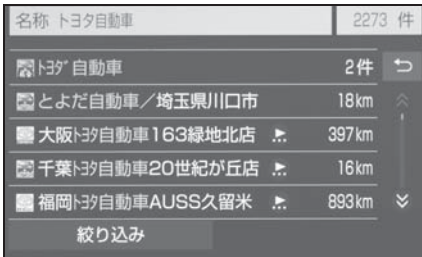 名称 トヨタ自動車 2273 件
トヨダ自動車 2件
とよだ自動車／埼玉県川口市 18km
大阪トヨタ自動車163緑地北店 397km
千葉トヨタ自動車20世紀が丘店 16km
福岡トヨタ自動車AUSS久留米 893km
絞り込み